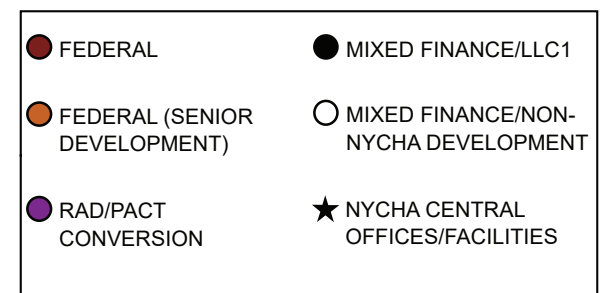 FEDERAL
MIXED FINANCE/LLC1
FEDERAL (SENIOR
DEVELOPMENT)
MIXED FINANCE/NON-
NYCHA DEVELOPMENT
RAD/PACT
CONVERSION
NYCHA CENTRAL
OFFICES/FACILITIES